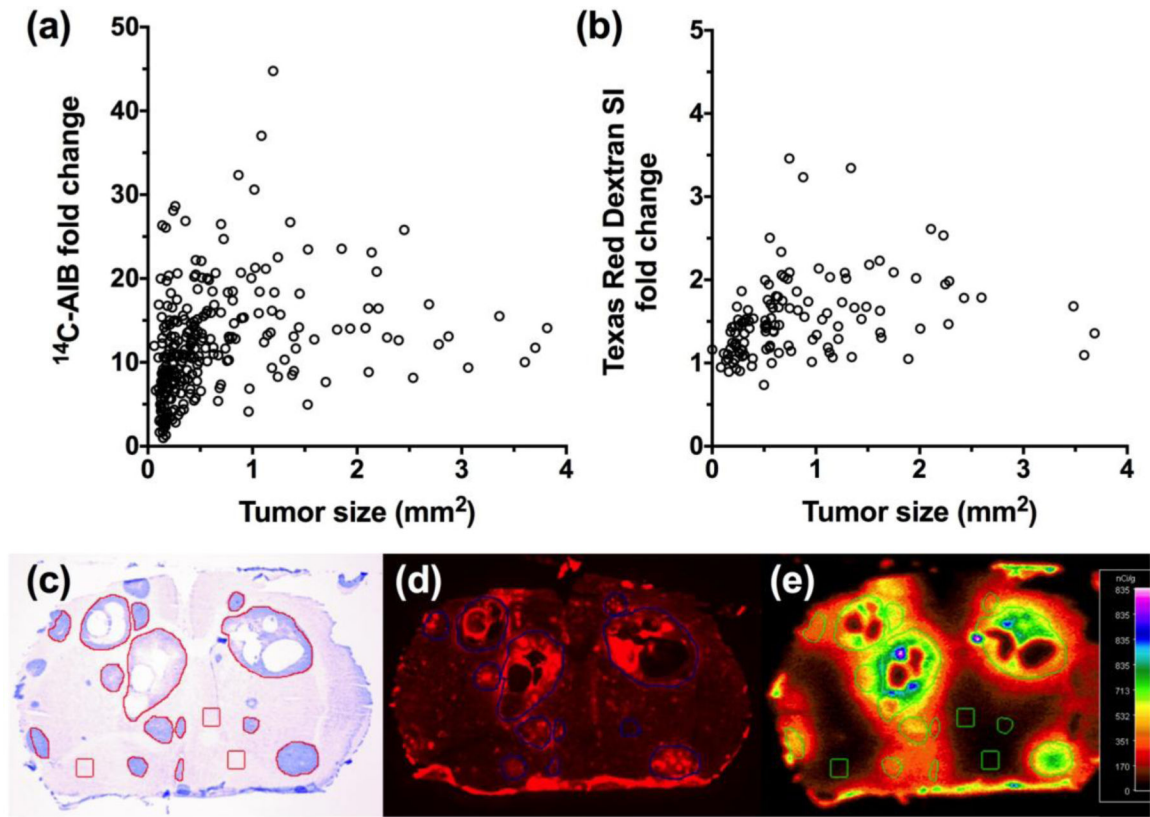 (a)
50
40
30
20
10
0
¹⁴C-AIB fold change
0 1 2 3 4
Tumor size (mm²)
(b)
5
4
3
2
1
0
Texas Red Dextran SI
fold change
0 1 2 3 4
Tumor size (mm²)
(c)
(d)
(e)
nCi/g
835
835
835
835
713
532
351
170
0